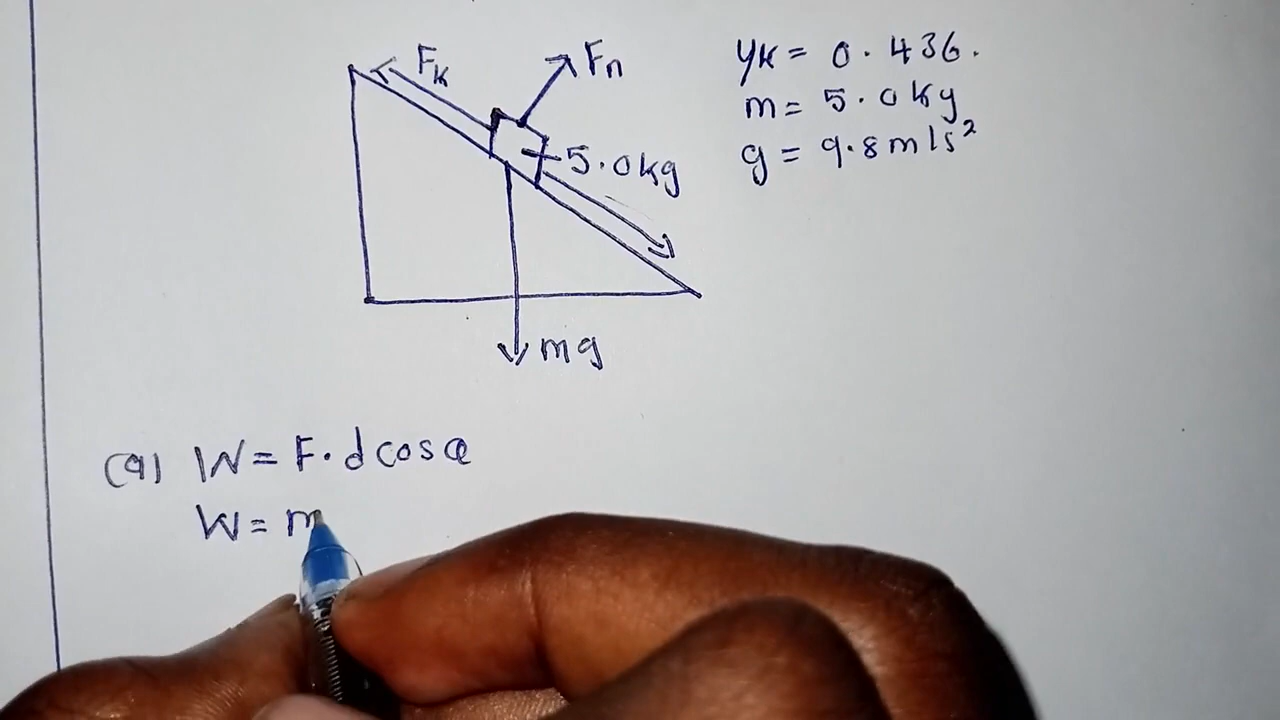 Fk
Fn
5.0kg
mg
μk = 0.436.
m = 5.0kg
g = 9.8m/s²
(a) W = F·dcosθ
W = m